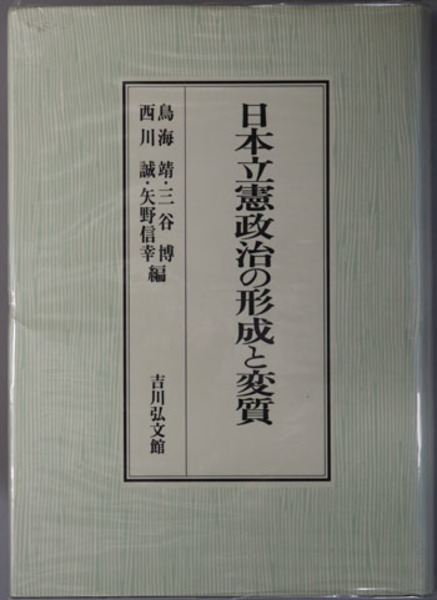 日本立憲政治の形成と変質
鳥海靖・三谷博
西川誠・矢野信幸編
吉川弘文館